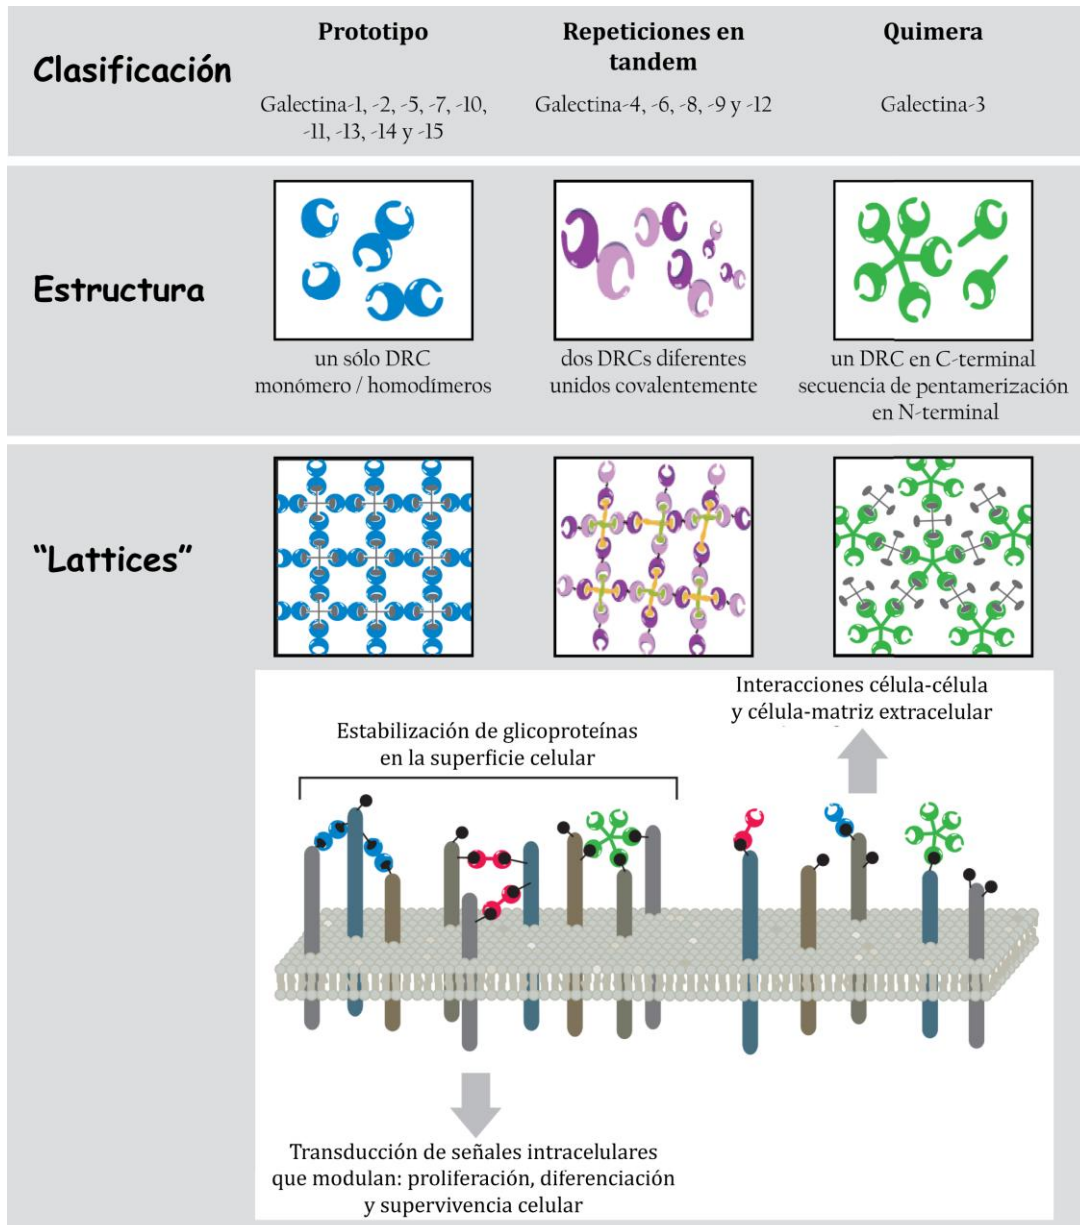 Clasificación
Prototipo
Galectina-1, -2, -5, -7, -10,
-11, -13, -14 y -15
Repeticiones en
tandem
Galectina-4, -6, -8, -9 y -12
Quimera
Galectina-3
Estructura
un sólo DRC
monómero / homodímeros
dos DRCs diferentes
unidos covalentemente
un DRC en C-terminal
secuencia de pentamerización
en N-terminal
“Lattices”
Interacciones célula-célula
y célula-matriz extracelular
Estabilización de glicoproteínas
en la superficie celular
Transducción de señales intracelulares
que modulan: proliferación, diferenciación
y supervivencia celular